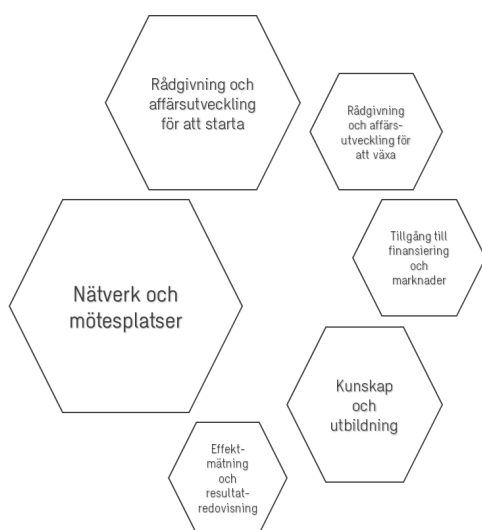 Rådgivning och
affärsutveckling
för att starta
Rådgivning
och affärs-
utveckling för
att växa
Tillgång till
finansiering
och
marknader
Nätverk och
mötesplatser
Kunskap
och
utbildning
Effekt-
mätning
och
resultat-
redovisning